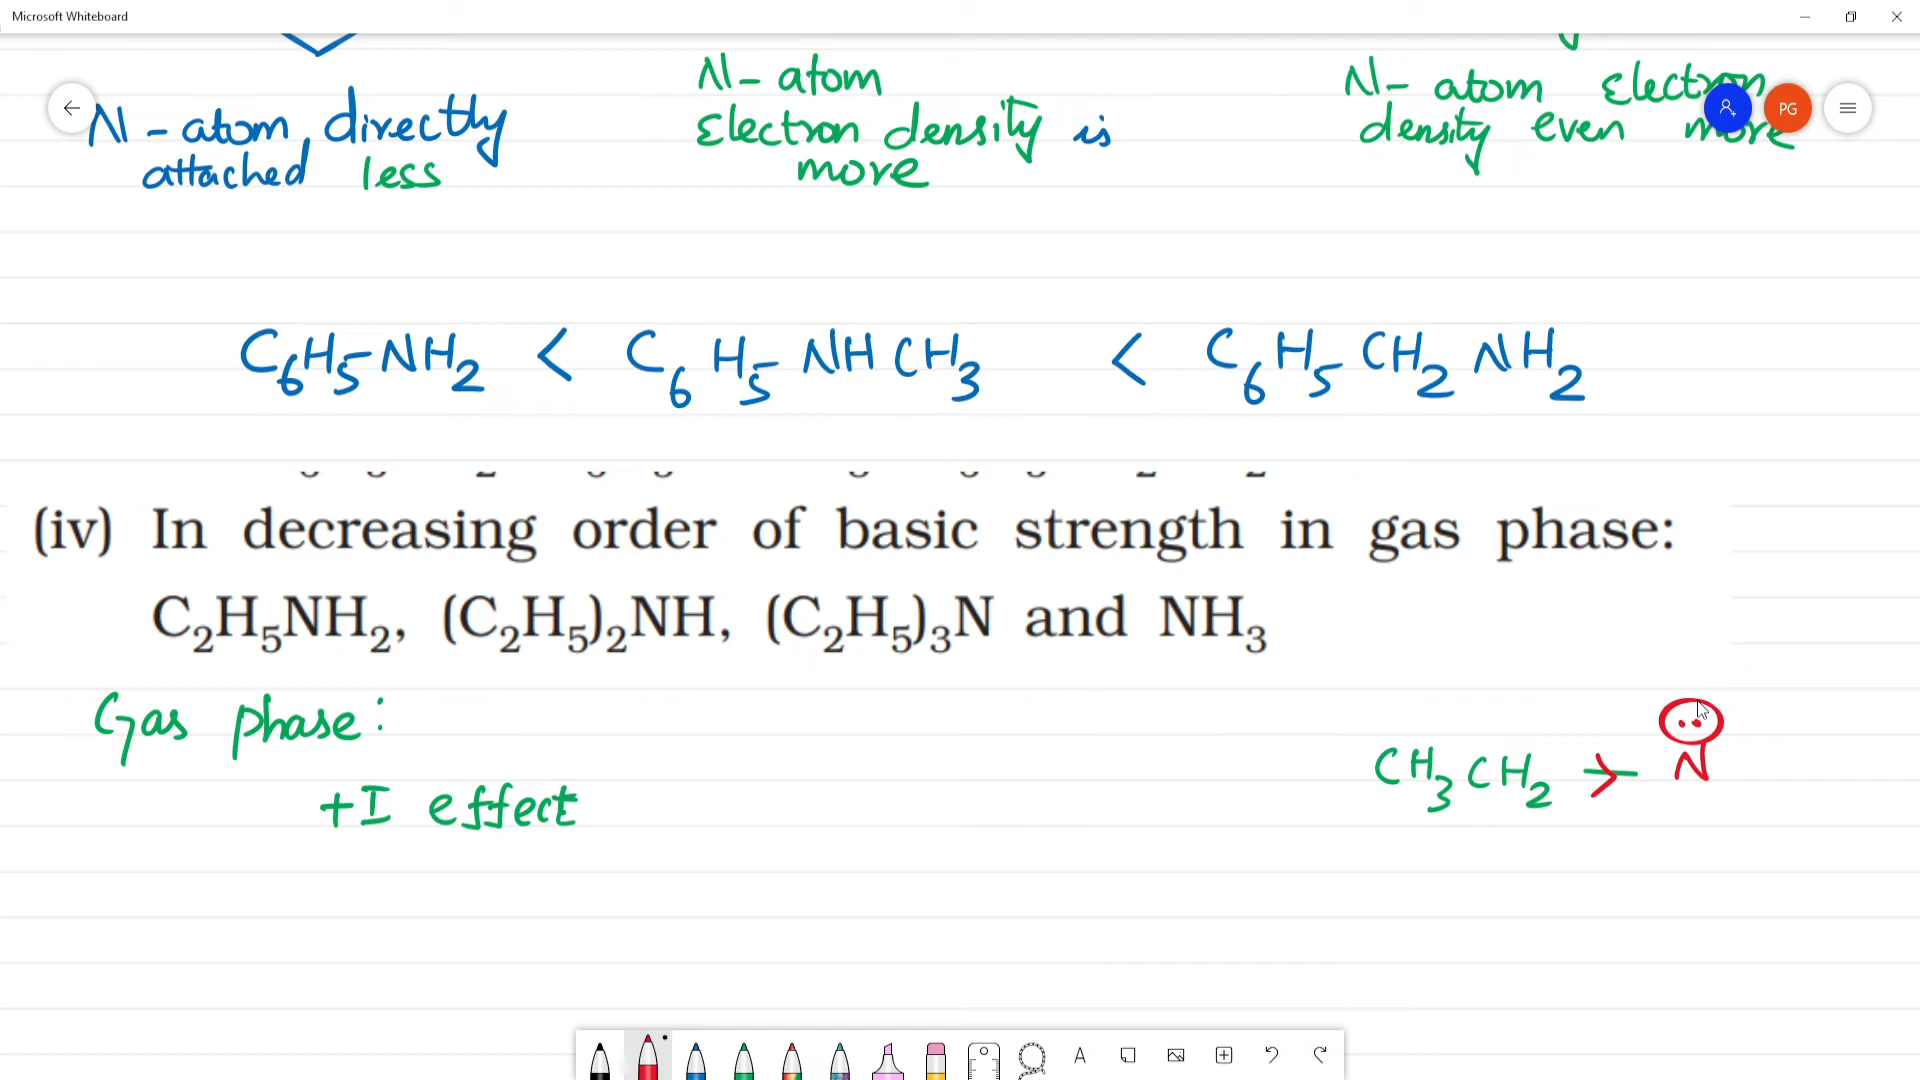 Microsoft Whiteboard
N-atom directly
attached less
N-atom
Electron density is
more
N-atom Electron
density even more
PG
C₆H₅-NH₂ < C₆H₅NHCH₃ < C₆H₅CH₂NH₂
(iv) In decreasing order of basic strength in gas phase:
C₂H₅NH₂, (C₂H₅)₂NH, (C₂H₅)₃N and NH₃
Gas phase:
+I effect
CH₃CH₂ > N̈
A